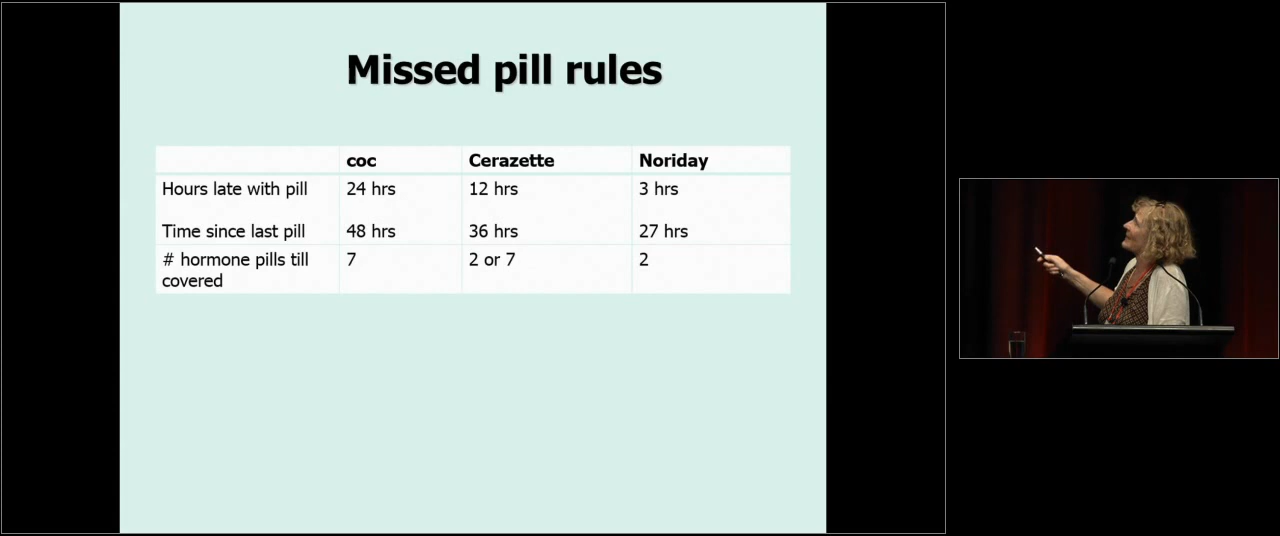 Missed pill rules
coc Cerazette Noriday
Hours late with pill 24 hrs 12 hrs 3 hrs
Time since last pill 48 hrs 36 hrs 27 hrs
# hormone pills till 7 2 or 7 2
covered